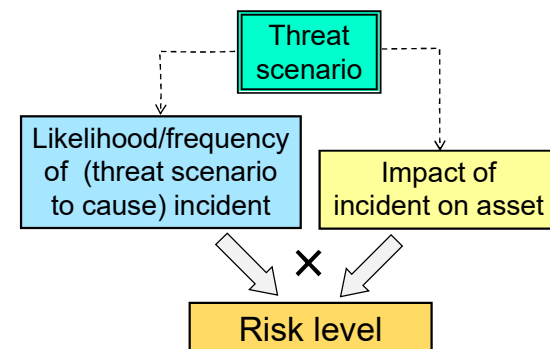 Threat
scenario
Likelihood/frequency
of (threat scenario
to cause) incident
Impact of
incident on asset
×
Risk level